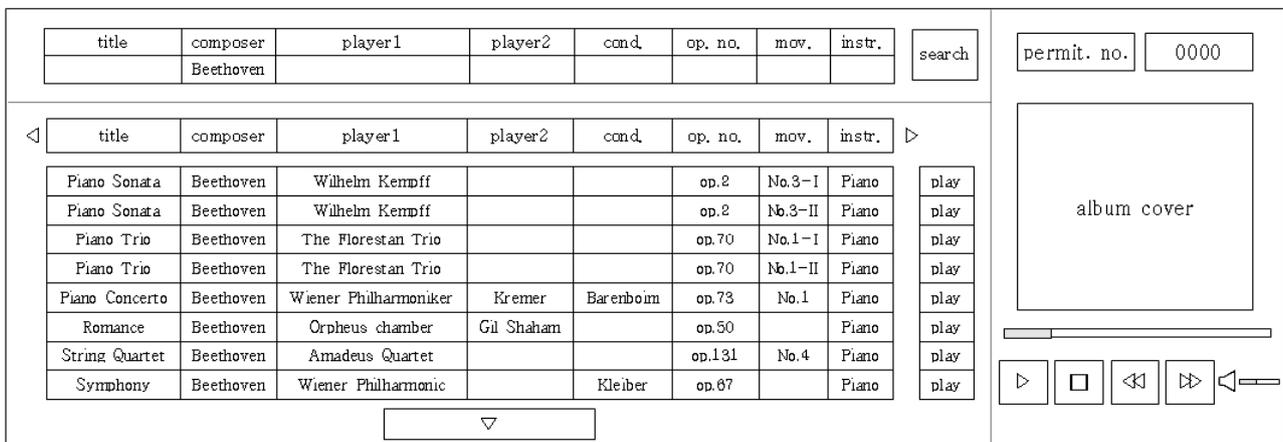 title composer player1 player2 cond. op. no. mov. instr.
Beethoven
search
permit. no. 0000
title composer player1 player2 cond. op. no. mov. instr.
Piano Sonata Beethoven Wilhelm Kempff op.2 No.3-I Piano play
Piano Sonata Beethoven Wilhelm Kempff op.2 No.3-II Piano play
Piano Trio Beethoven The Florestan Trio op.70 No.1-I Piano play
Piano Trio Beethoven The Florestan Trio op.70 No.1-II Piano play
Piano Concerto Beethoven Wiener Philharmoniker Kremer Barenboim op.73 No.1 Piano play
Romance Beethoven Orpheus chamber Gil Shaham op.50 Piano play
String Quartet Beethoven Amadeus Quartet op.131 No.4 Piano play
Symphony Beethoven Wiener Philharmonic Kleiber op.67 Piano play
album cover